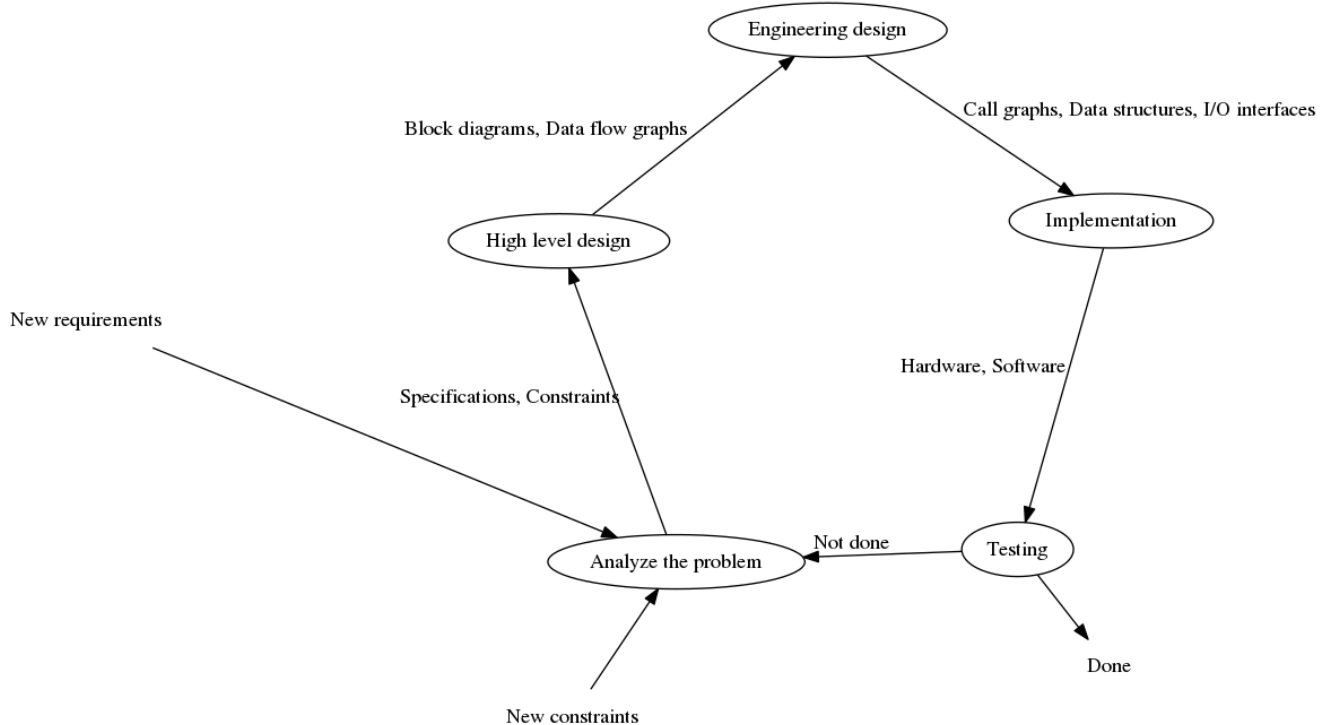 Engineering design
Call graphs, Data structures, I/O interfaces
Block diagrams, Data flow graphs
Implementation
High level design
New requirements
Hardware, Software
Specifications, Constraints
Not done
Testing
Analyze the problem
Done
New constraints